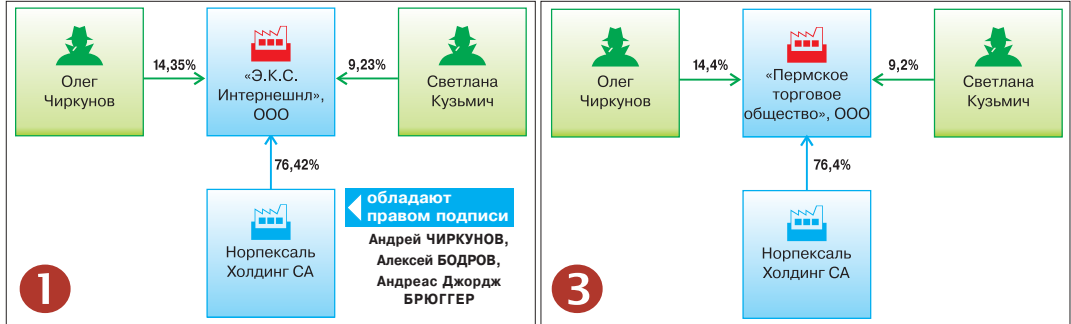 Олег
Чиркунов
14,35%
«Э.К.С.
Интернешнл»,
ООО
9,23%
Светлана
Кузьмич
76,42%
Норпексаль
Холдинг СА
обладают
правом подписи
Андрей ЧИРКУНОВ,
Алексей БОДРОВ,
Андреас Джордж
БРЮГГЕР
1
Олег
Чиркунов
14,4%
«Пермское
торговое
общество», ООО
9,2%
Светлана
Кузьмич
76,4%
Норпексаль
Холдинг СА
3